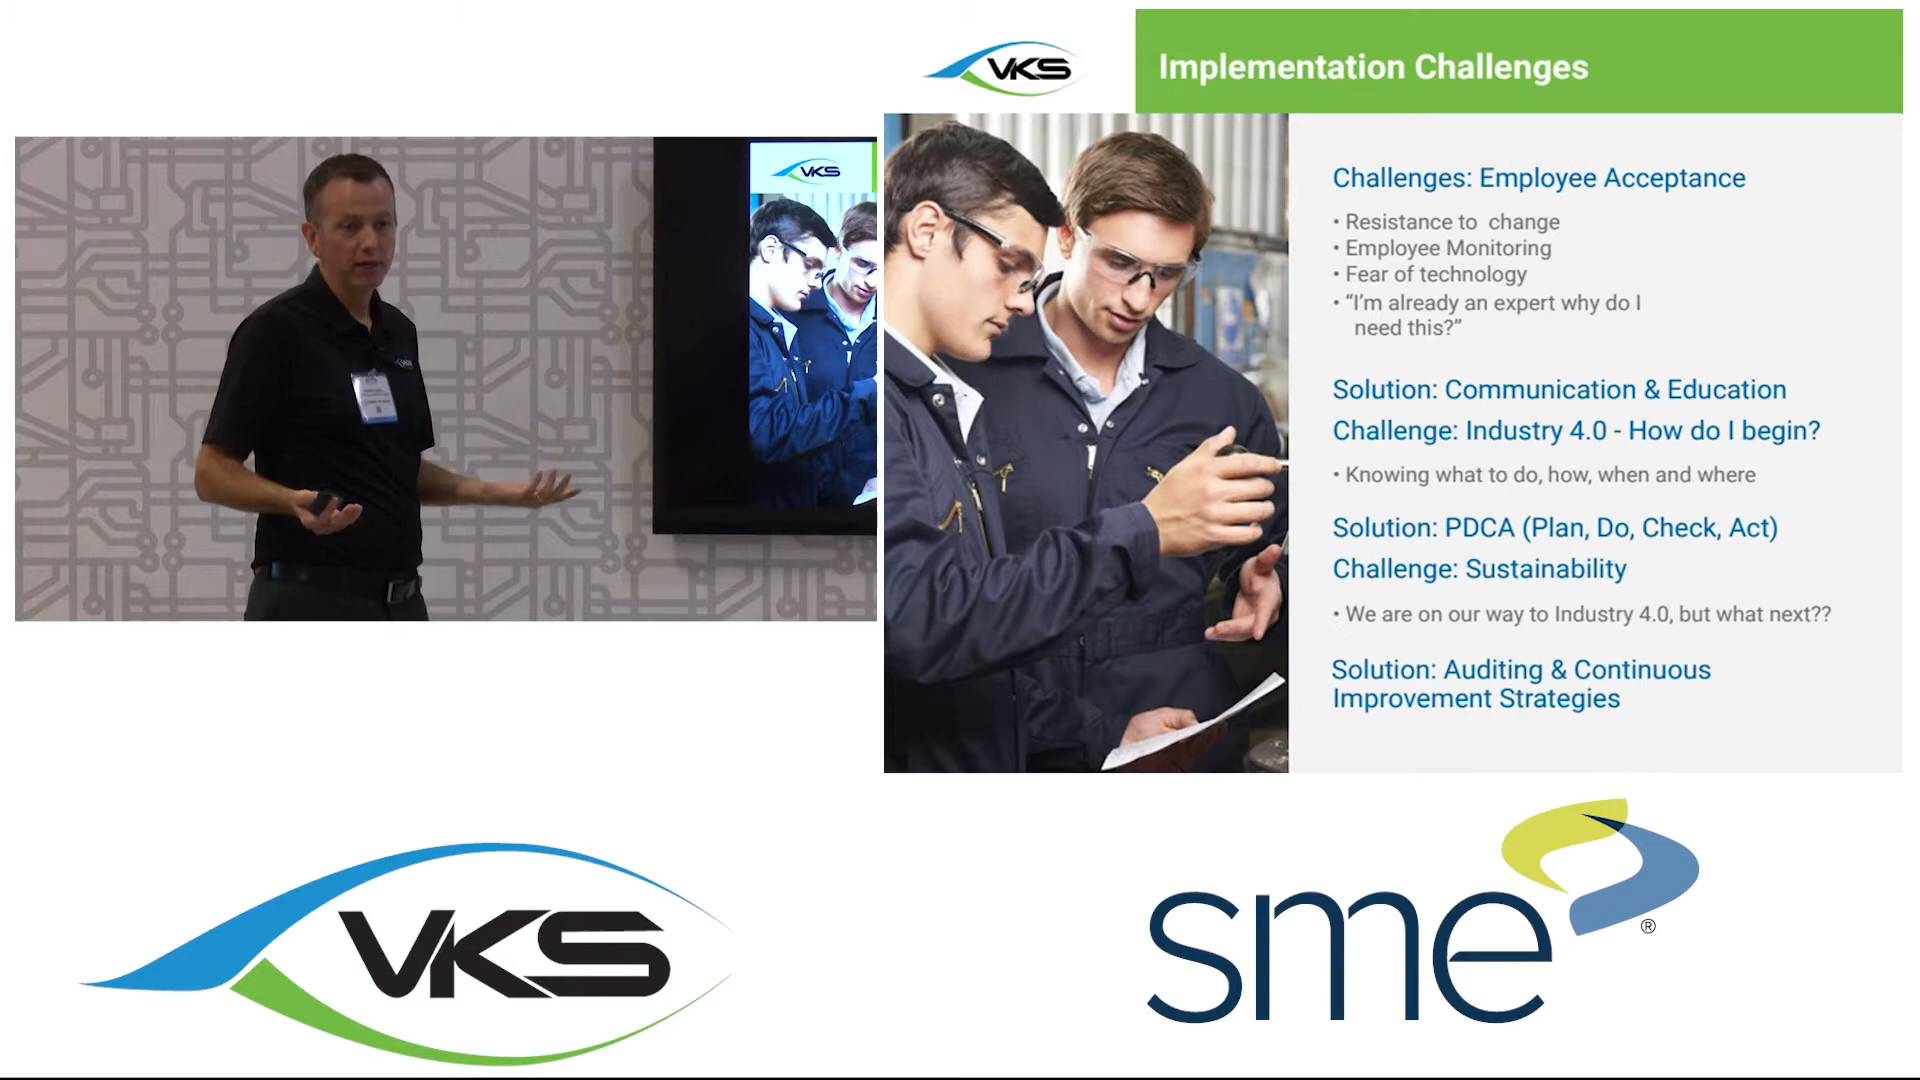 VKS
Implementation Challenges
VKS
Challenges: Employee Acceptance
• Resistance to  change
• Employee Monitoring
• Fear of technology
• “I’m already an expert why do I
need this?”
Solution: Communication & Education
Challenge: Industry 4.0 - How do I begin?
• Knowing what to do, how, when and where
Solution: PDCA (Plan, Do, Check, Act)
Challenge: Sustainability
• We are on our way to Industry 4.0, but what next??
Solution: Auditing & Continuous
Improvement Strategies
VKS
sme®